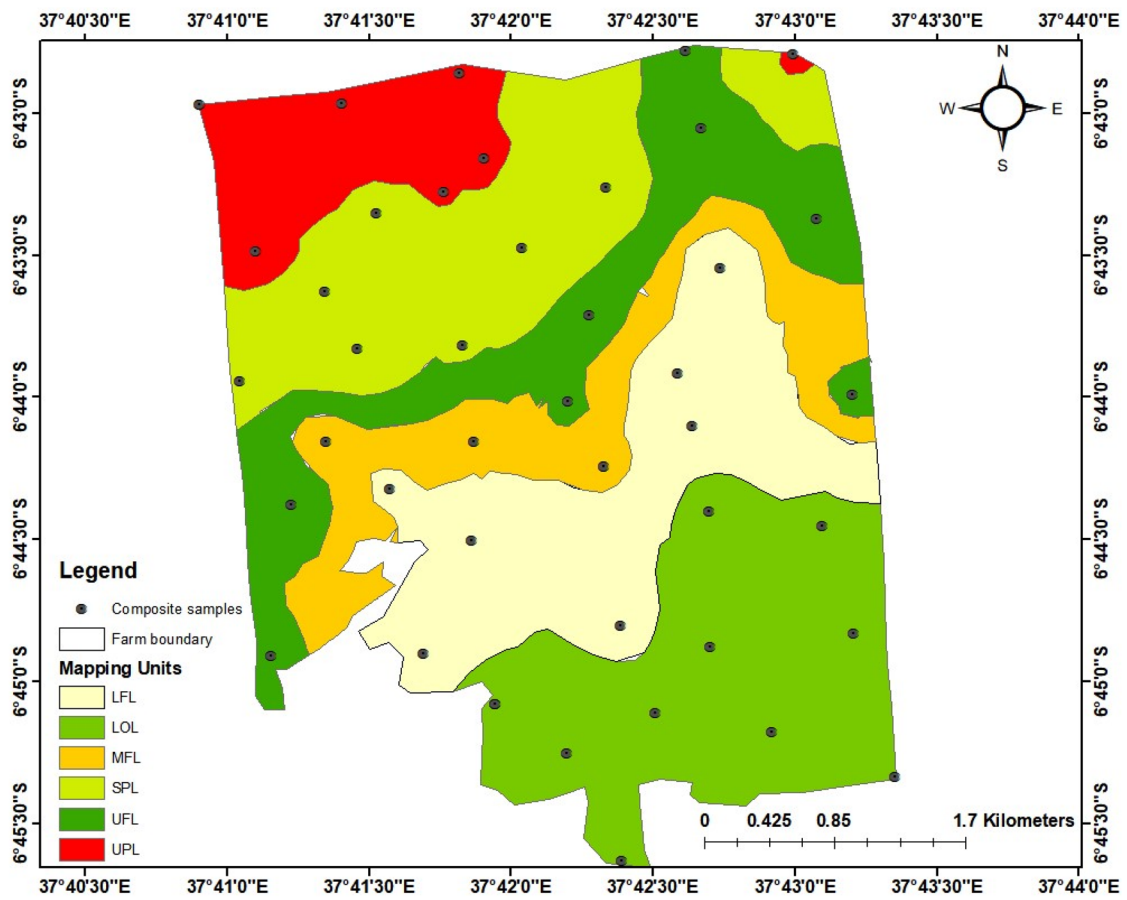 37°40'30"E 37°41'0"E 37°41'30"E 37°42'0"E 37°42'30"E 37°43'0"E 37°43'30"E 37°44'0"E
N
W E
S
6°43'0"S 6°43'0"S
6°43'30"S 6°43'30"S
6°44'0"S 6°44'0"S
6°44'30"S 6°44'30"S
6°45'0"S 6°45'0"S
6°45'30"S 6°45'30"S
Legend
Composite samples
Farm boundary
Mapping Units
LFL
LOL
MFL
SPL
UFL
UPL
0 0.425 0.85 1.7 Kilometers
37°40'30"E 37°41'0"E 37°41'30"E 37°42'0"E 37°42'30"E 37°43'0"E 37°43'30"E 37°44'0"E